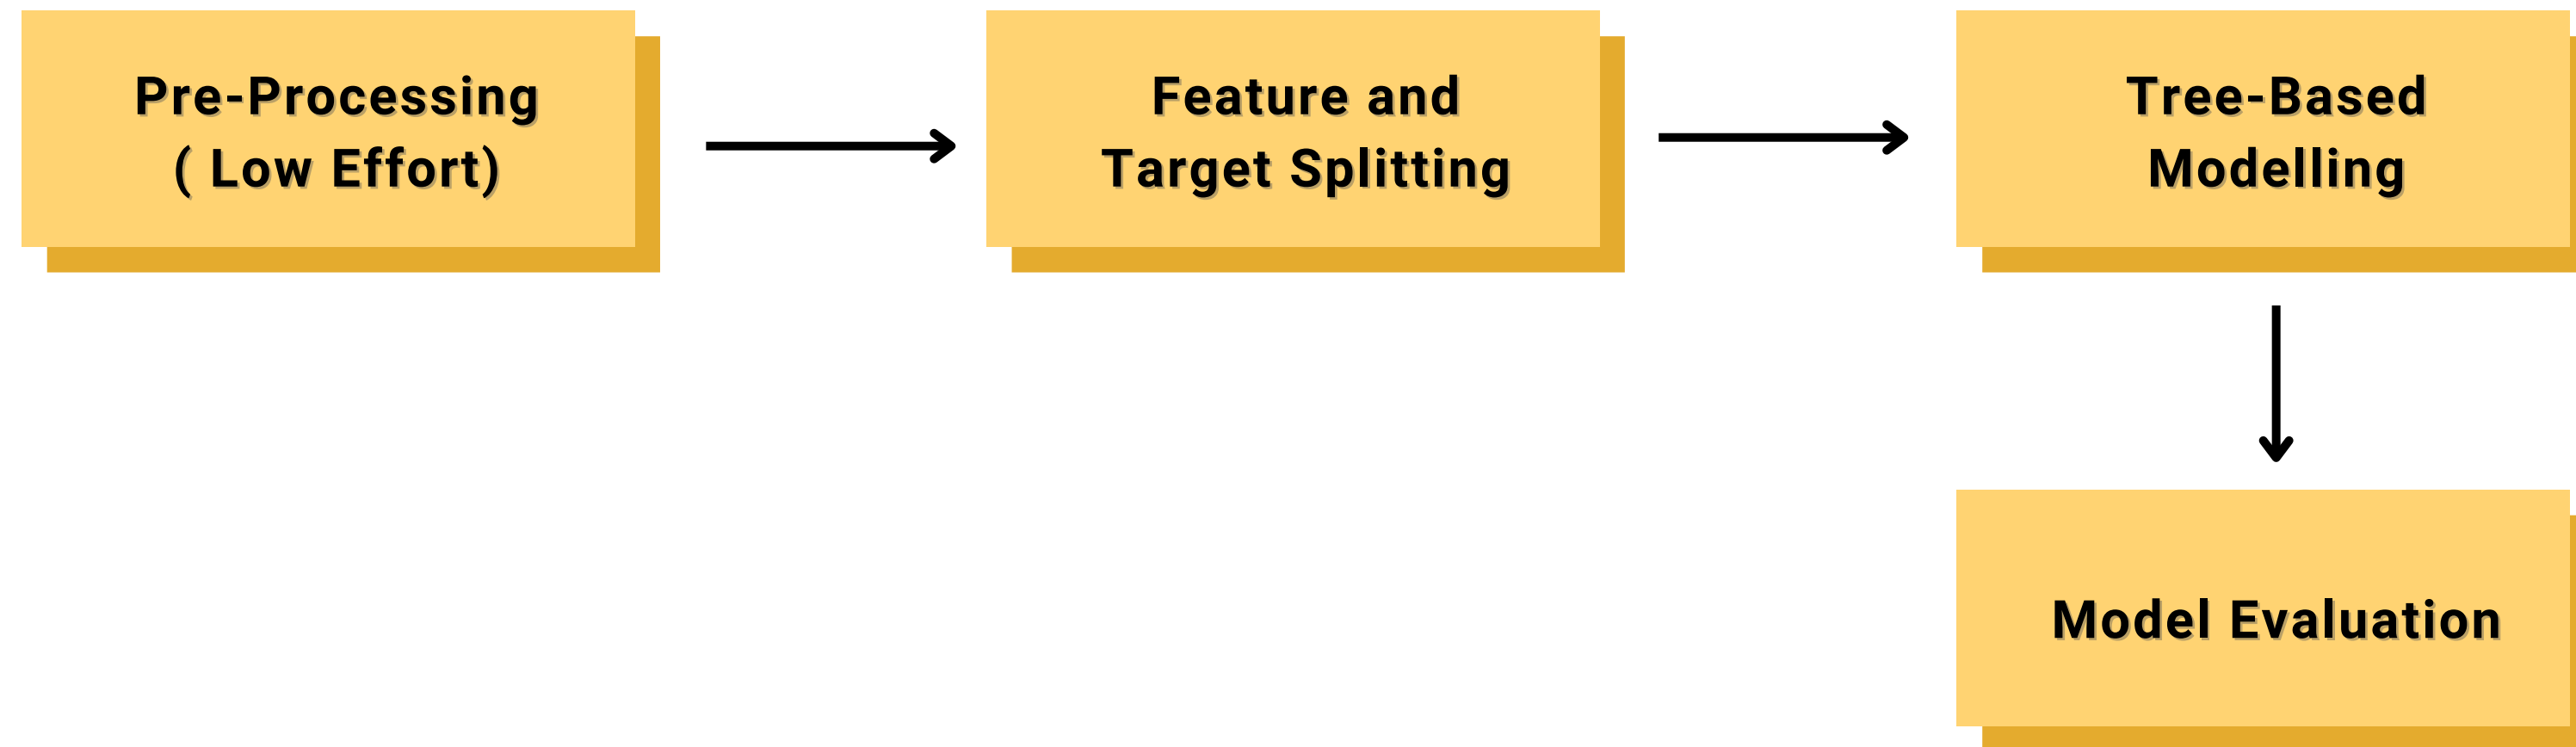 Pre-Processing
( Low Effort)
Feature and
Target Splitting
Tree-Based
Modelling
Model Evaluation